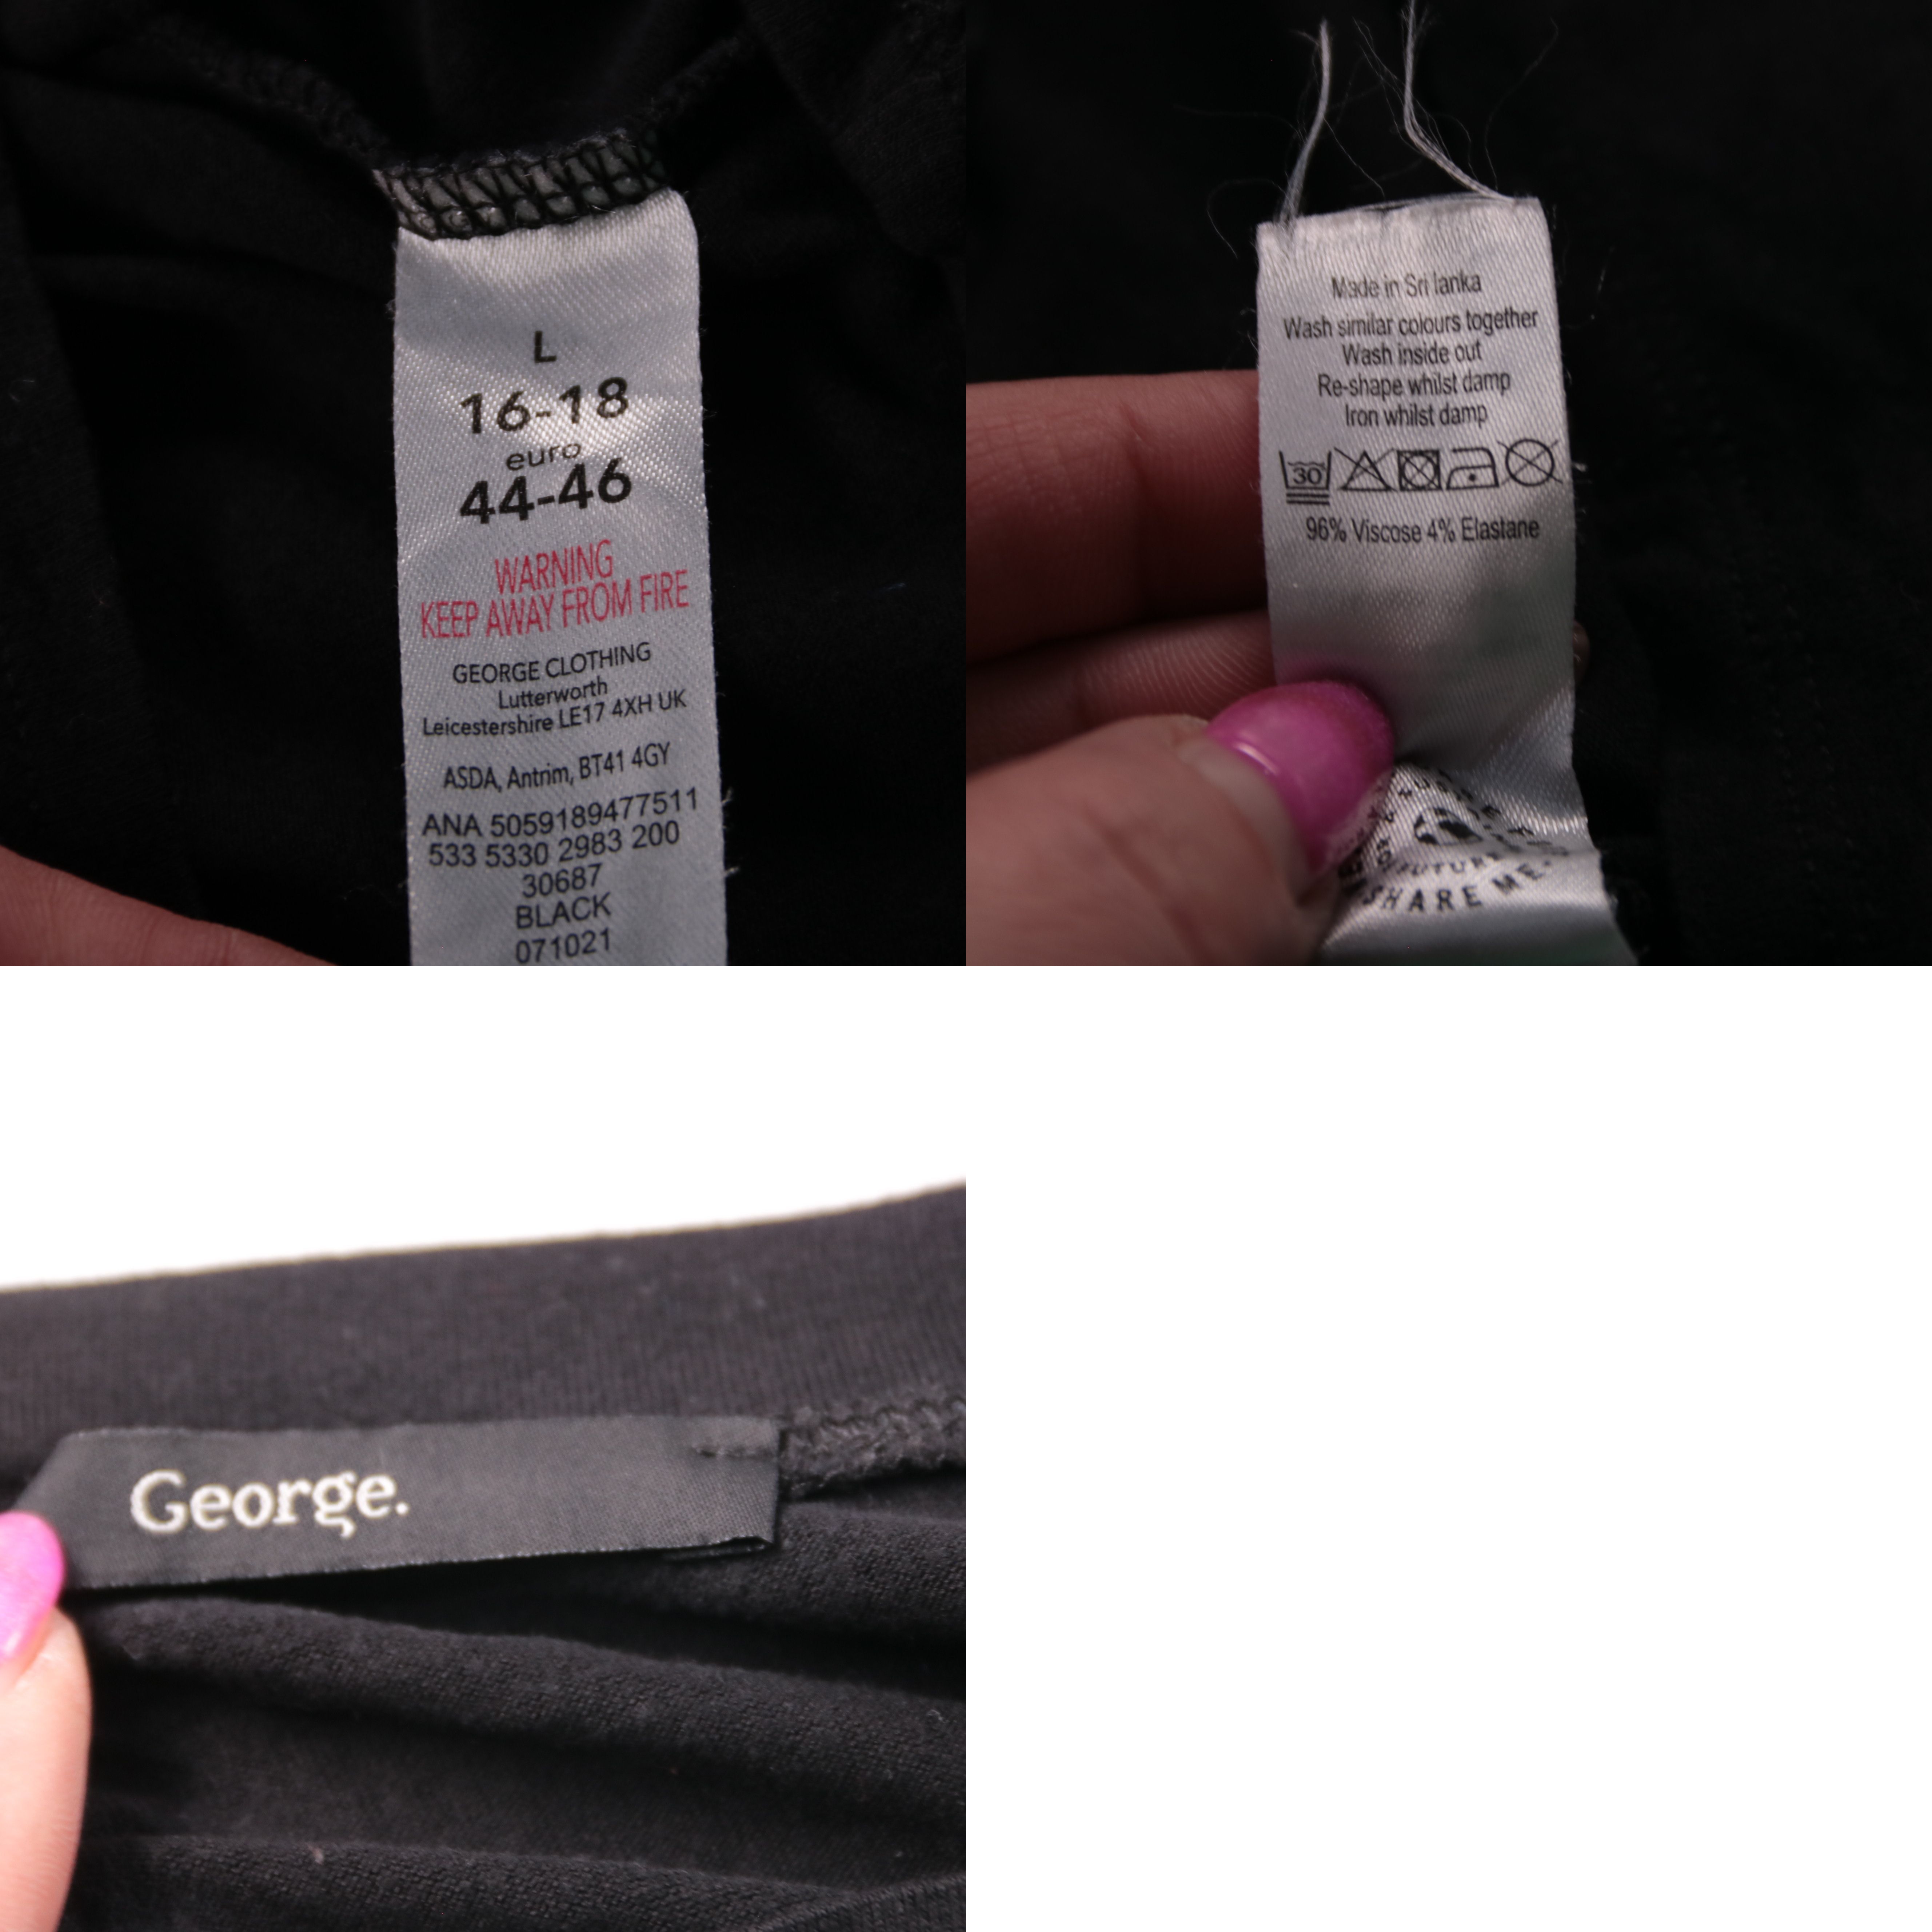 L
16-18
euro
44-46
WARNING
KEEP AWAY FROM FIRE
GEORGE CLOTHING
Lutterworth
Leicestershire LE17 4XH UK
ASDA, Antrim, BT41 4GY
ANA 5059189477511
533 5330 2983 200
30687
BLACK
071021
Made in Sri lanka
Wash similar colours together
Wash inside out
Re-shape whilst damp
Iron whilst damp
30
96% Viscose 4% Elastane
FUTURE
SHARE ME
George.